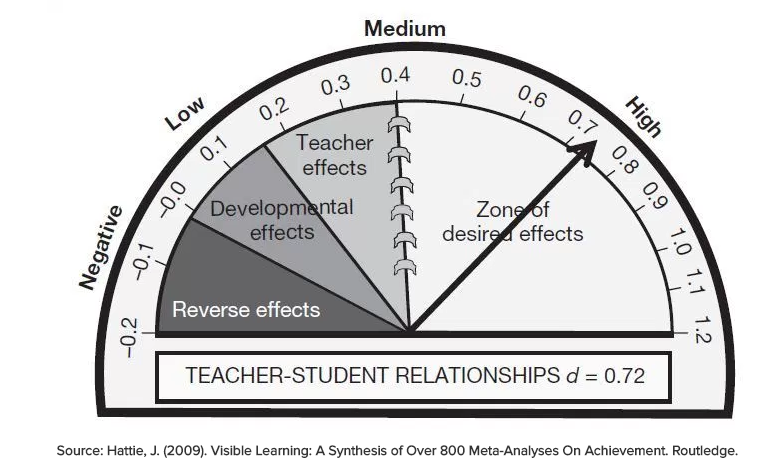 Medium
Low
High
Negative
−0.2
−0.1
−0.0
0.1
0.2
0.3
0.4
0.5
0.6
0.7
0.8
0.9
1.0
1.1
1.2
Teacher
effects
Developmental
effects
Zone of
desired effects
Reverse effects
TEACHER-STUDENT RELATIONSHIPS d = 0.72
Source: Hattie, J. (2009). Visible Learning: A Synthesis of Over 800 Meta-Analyses On Achievement. Routledge.